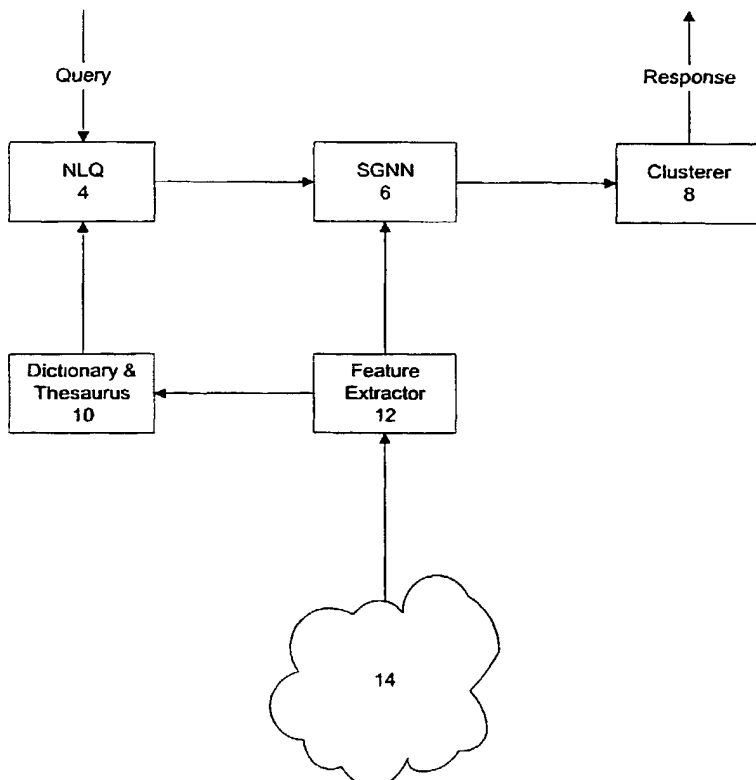 Query
Response
NLQ
4
SGNN
6
Clusterer
8
Dictionary &
Thesaurus
10
Feature
Extractor
12
14